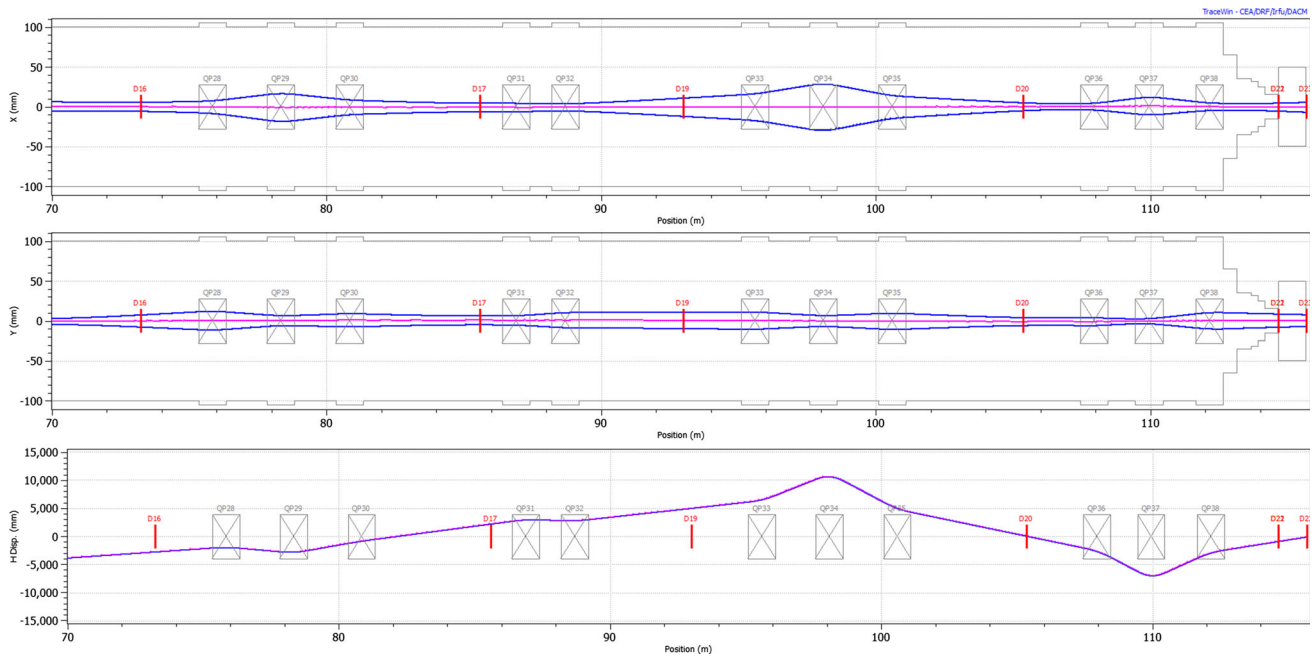 TraceWin - CEA/DRF/Irfu/DACM
100
50
0
-50
-100
X (mm)
D16 QP28 QP29 QP30 D17 QP31 QP32 D19 QP33 QP34 QP35 D20 QP36 QP37 QP38
70 80 90 100 110
Position (m)
100
50
0
-50
-100
Y (mm)
D16 QP28 QP29 QP30 D17 QP31 QP32 D19 QP33 QP34 QP35 D20 QP36 QP37 QP38
70 80 90 100 110
Position (m)
15,000
10,000
5,000
0
-5,000
-10,000
-15,000
H Disp. (mm)
D16 QP28 QP29 QP30 D17 QP31 QP32 D19 QP33 QP34 QP35 D20 QP36 QP37 QP38
70 80 90 100 110
Position (m)